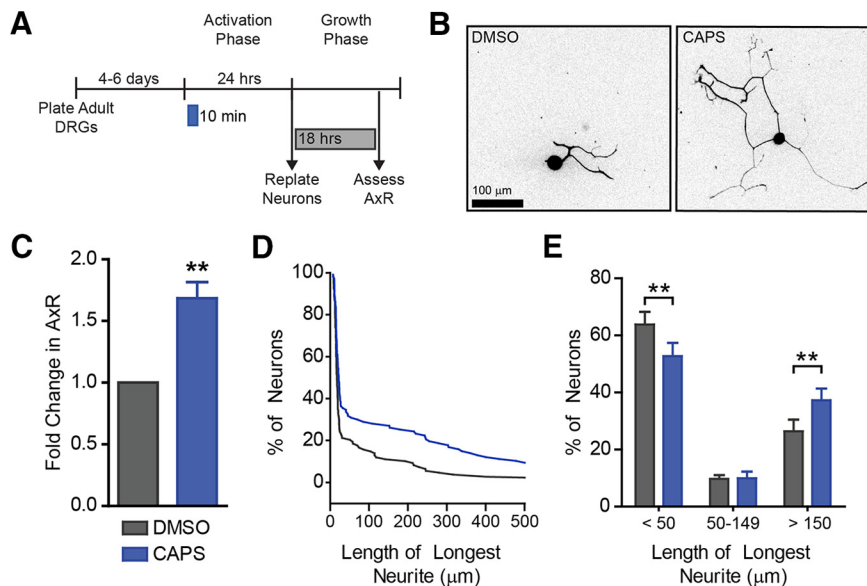 A
Activation
Phase
Growth
Phase
4-6 days
24 hrs
Plate Adult
DRGs
10 min
18 hrs
Replate
Neurons
Assess
AxR
B
DMSO
CAPS
100 µm
C
Fold Change in AxR
2.0
1.5
1.0
0.5
0.0
**
DMSO
CAPS
D
% of Neurons
100
80
60
40
20
0
0 100 200 300 400 500
Length of Longest
Neurite (µm)
E
% of Neurons
80
60
40
20
0
**
**
< 50 50-149 > 150
Length of Longest
Neurite (µm)